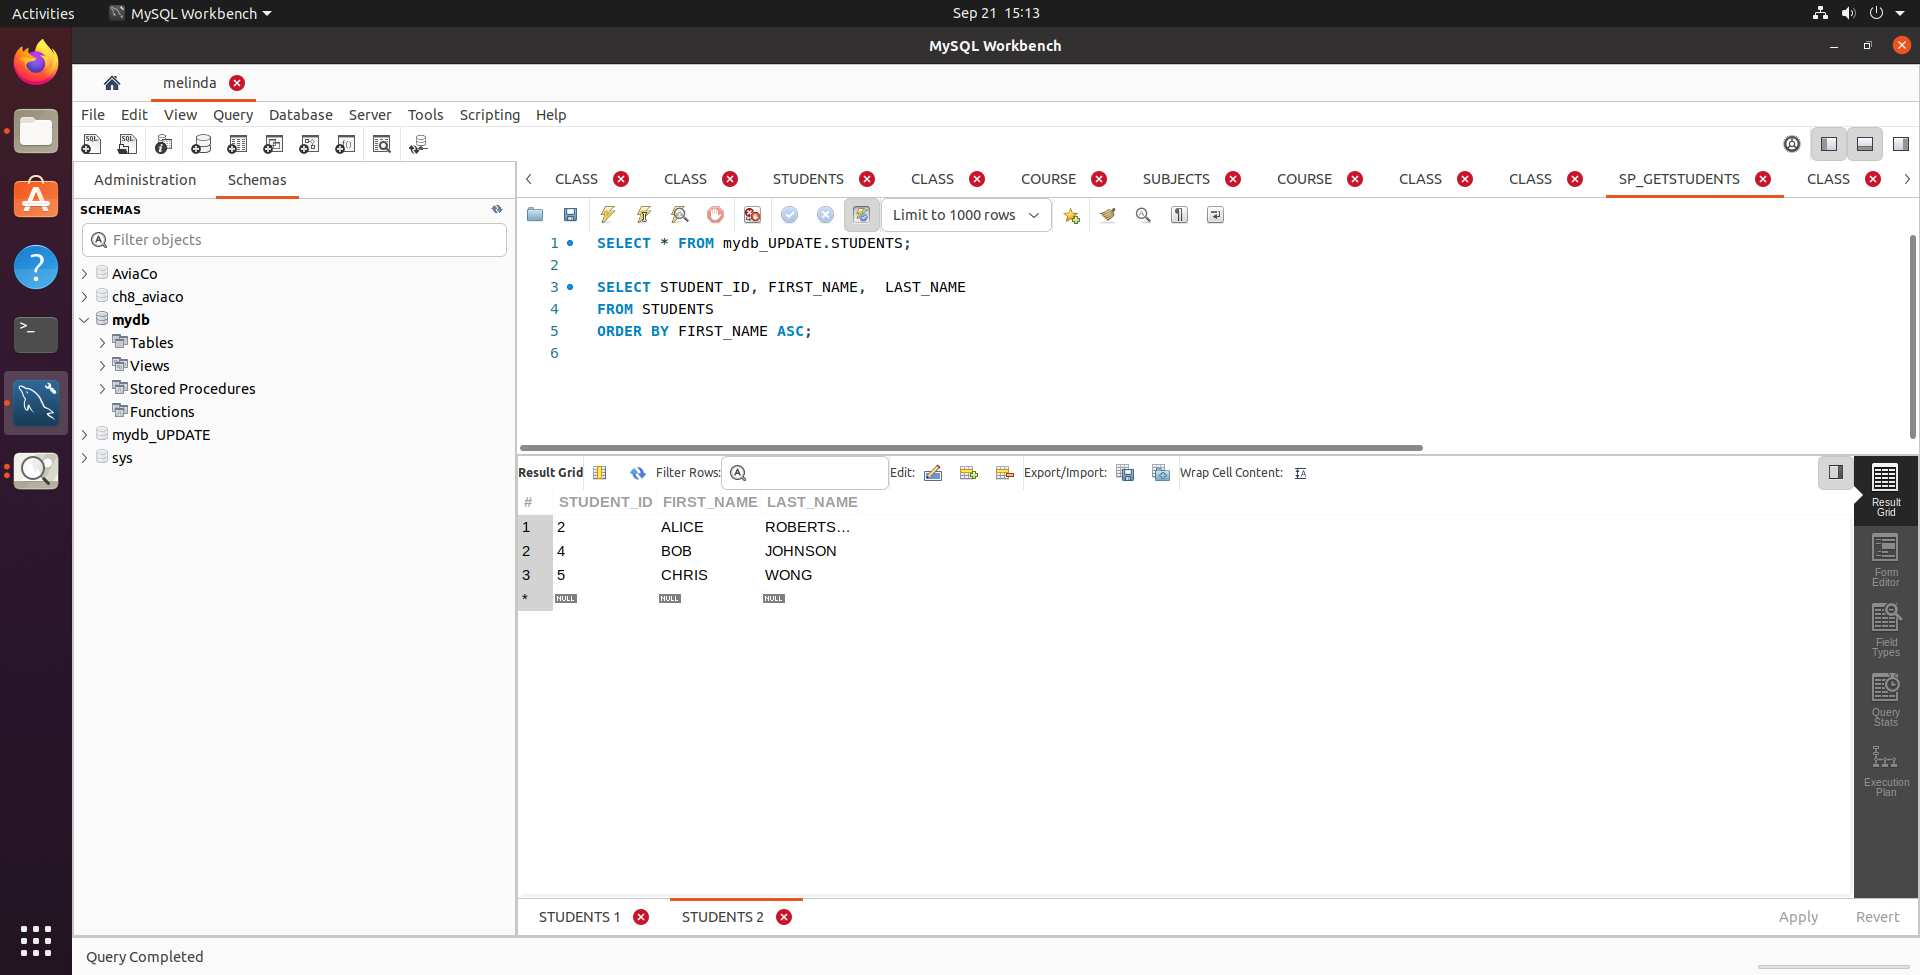 Activities MySQL Workbench Sep 21 15:13
MySQL Workbench
melinda
File Edit View Query Database Server Tools Scripting Help
Administration Schemas
SCHEMAS
Filter objects
AviaCo
ch8_aviaco
mydb
Tables
Views
Stored Procedures
Functions
mydb_UPDATE
sys
CLASS CLASS STUDENTS CLASS COURSE SUBJECTS COURSE CLASS CLASS SP_GETSTUDENTS CLASS
Limit to 1000 rows
1 SELECT * FROM mydb_UPDATE.STUDENTS;
2
3 SELECT STUDENT_ID, FIRST_NAME,  LAST_NAME
4 FROM STUDENTS
5 ORDER BY FIRST_NAME ASC;
6
Result Grid Filter Rows: Edit: Export/Import: Wrap Cell Content:
# STUDENT_ID FIRST_NAME LAST_NAME
1 2 ALICE ROBERTS...
2 4 BOB JOHNSON
3 5 CHRIS WONG
* NULL NULL NULL
Result
Grid
Form
Editor
Field
Types
Query
Stats
Execution
Plan
STUDENTS 1 STUDENTS 2 Apply Revert
Query Completed